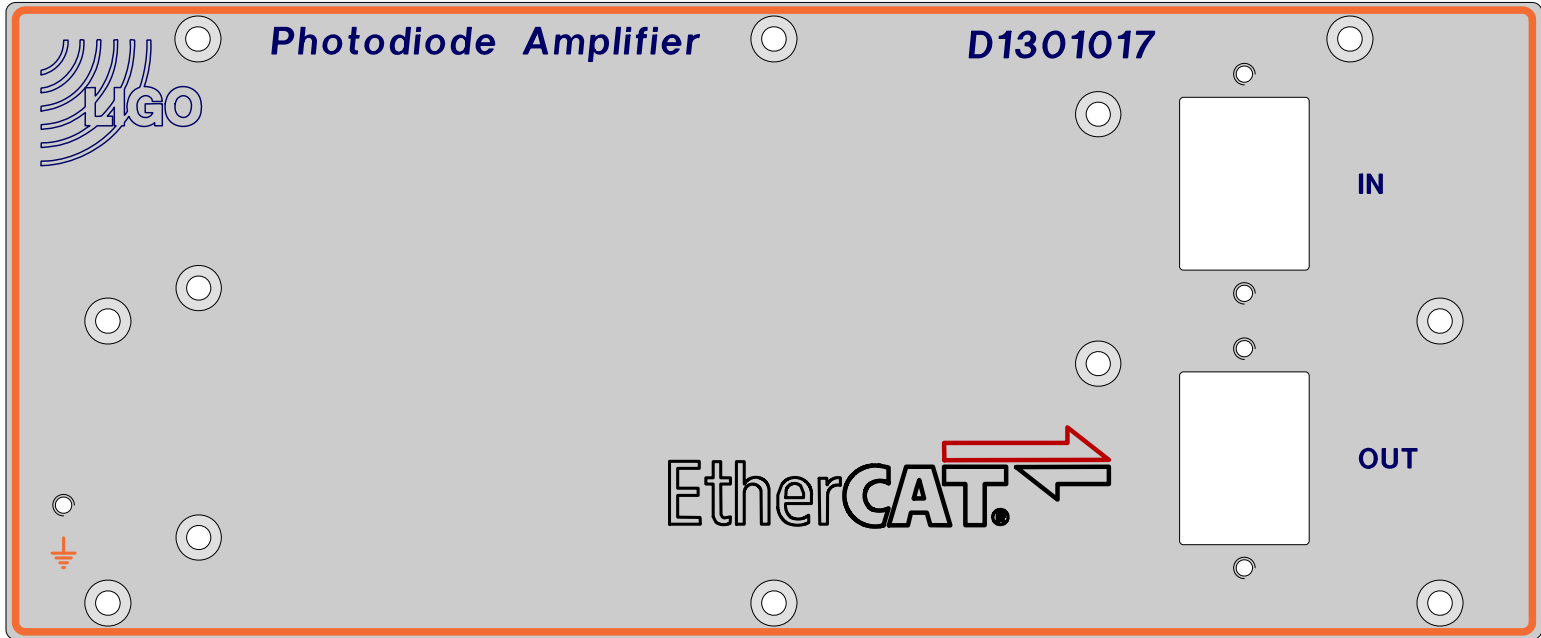 Photodiode Amplifier
D1301017
LIGO
IN
OUT
EtherCAT®